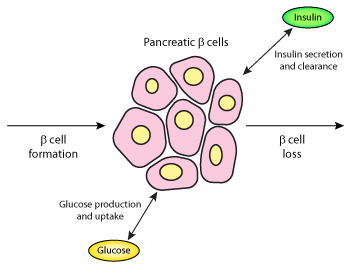 Insulin
Pancreatic β cells
Insulin secretion
and clearance
β cell
formation
β cell
loss
Glucose production
and uptake
Glucose